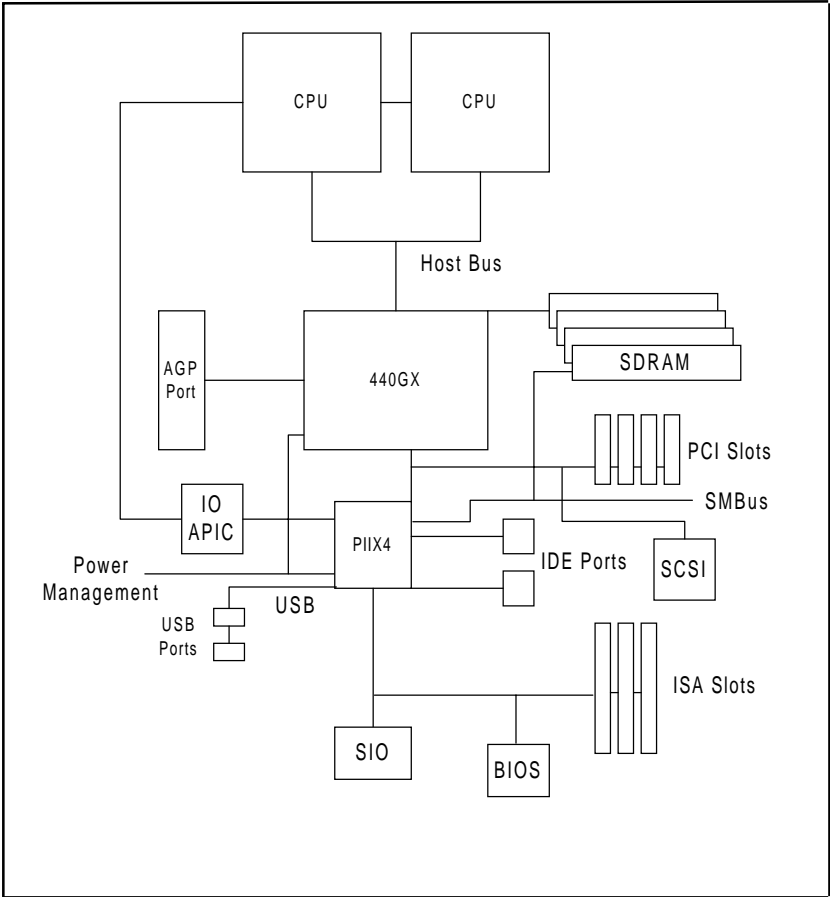 CPU
CPU
Host Bus
AGP
Port
440GX
SDRAM
PCI Slots
SMBus
IO
APIC
PIIX4
IDE Ports
SCSI
Power
Management
USB
USB
Ports
ISA Slots
SIO
BIOS